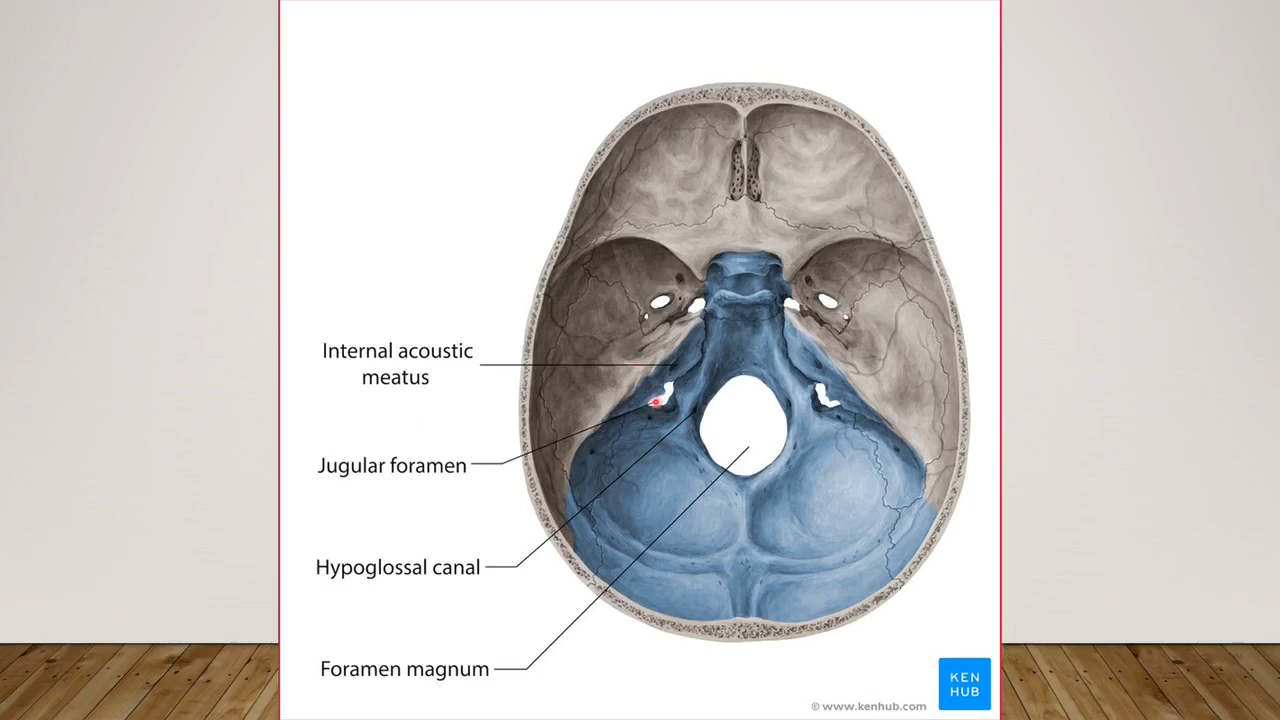 Internal acoustic
meatus
Jugular foramen
Hypoglossal canal
Foramen magnum
KEN
HUB
© www.kenhub.com